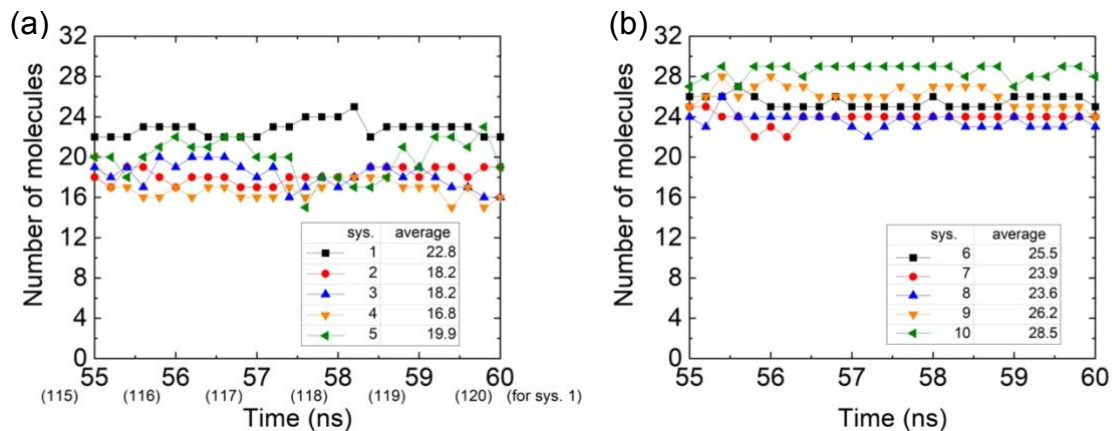 (a)
Number of molecules
32
28
24
20
16
12
8
4
0
sys. average
1 22.8
2 18.2
3 18.2
4 16.8
5 19.9
55 56 57 58 59 60
(115) (116) (117) (118) (119) (120) (for sys. 1)
Time (ns)
(b)
Number of molecules
32
28
24
20
16
12
8
4
0
sys. average
6 25.5
7 23.9
8 23.6
9 26.2
10 28.5
55 56 57 58 59 60
Time (ns)